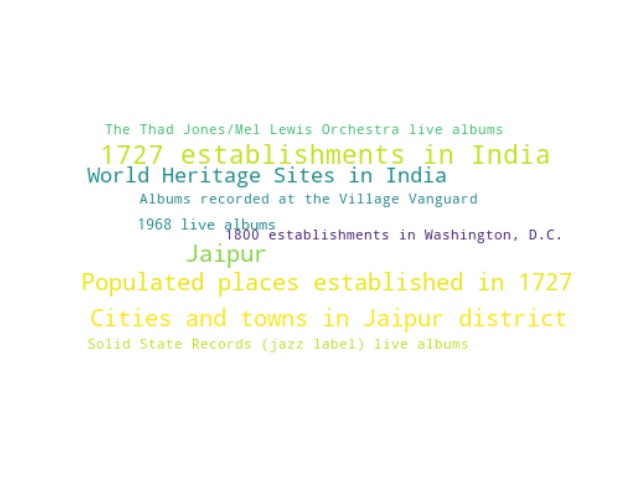 The Thad Jones/Mel Lewis Orchestra live albums
1727 establishments in India
World Heritage Sites in India
Albums recorded at the Village Vanguard
1968 live albums
1800 establishments in Washington, D.C.
Jaipur
Populated places established in 1727
Cities and towns in Jaipur district
Solid State Records (jazz label) live albums